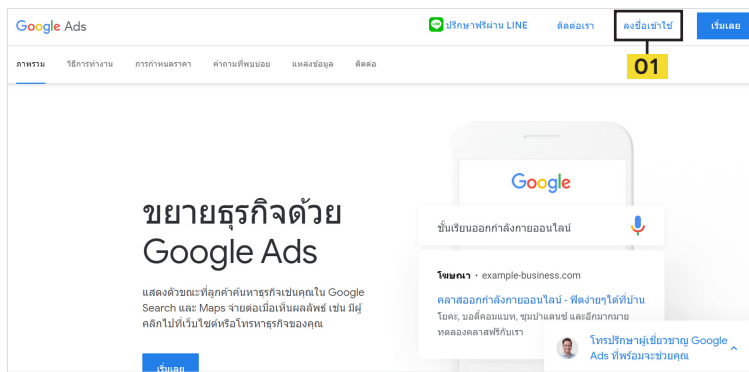 Google Ads
ปรึกษาฟรีผ่าน LINE ติดต่อเรา ลงชื่อเข้าใช้ เริ่มเลย
01
ภาพรวม วิธีการทำงาน การกำหนดราคา คำถามที่พบบ่อย แหล่งข้อมูล ติดต่อ
ขยายธุรกิจด้วย
Google Ads
แสดงตัวขณะที่ลูกค้าค้นหาธุรกิจเช่นคุณใน Google
Search และ Maps จ่ายต่อเมื่อเห็นผลลัพธ์ เช่น มีผู้
คลิกไปที่เว็บไซต์หรือโทรหาธุรกิจของคุณ
เริ่มเลย
Google
ชั้นเรียนออกกำลังกายออนไลน์
โฆษณา · example-business.com
คลาสออกกำลังกายออนไลน์ - ฟิตง่ายๆได้ที่บ้าน
โยคะ, บอดี้คอมแบท, ซุมบ้าแดนซ์ และอีกมากมาย
ทดลองคลาสฟรีกับเรา
โทรปรึกษาผู้เชี่ยวชาญ Google
Ads ที่พร้อมจะช่วยคุณ